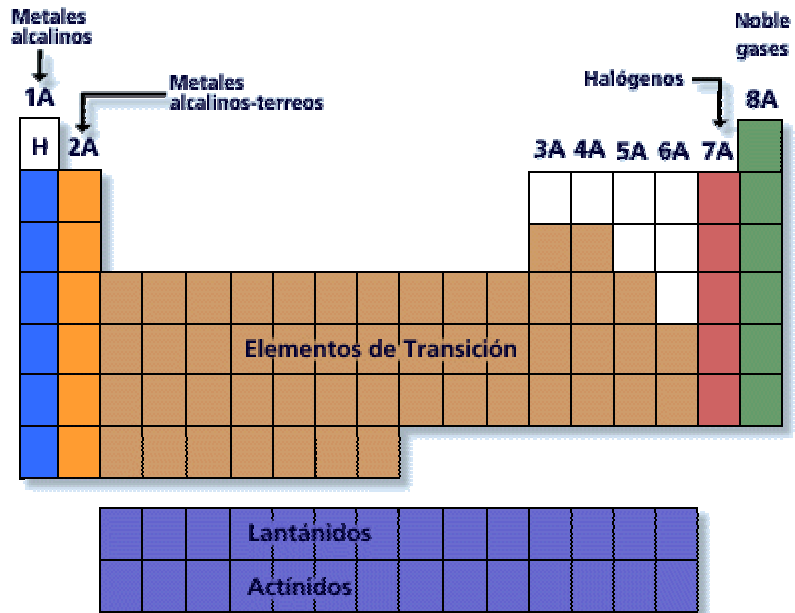 Metales
alcalinos
1A
H
2A
Metales
alcalinos-terreos
3A 4A 5A 6A 7A
Halógenos
Noble
gases
8A
Elementos de Transición
Lantánidos
Actínidos